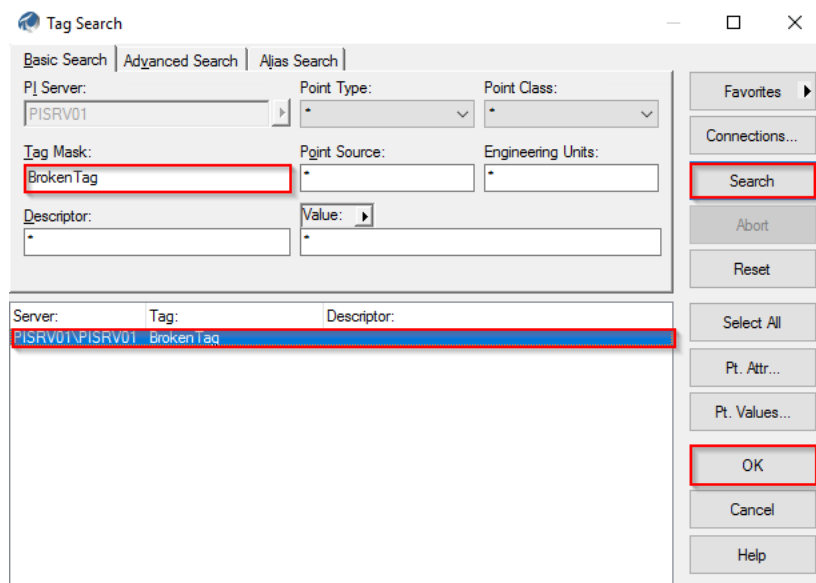 Tag Search
Basic Search Advanced Search Alias Search
PI Server: Point Type: Point Class:
PISRV01 * *
Tag Mask: Point Source: Engineering Units:
BrokenTag * *
Descriptor: Value:
* *
Favorites
Connections...
Search
Abort
Reset
Server: Tag: Descriptor:
PISRV01\PISRV01 BrokenTag
Select All
Pt. Attr...
Pt. Values...
OK
Cancel
Help